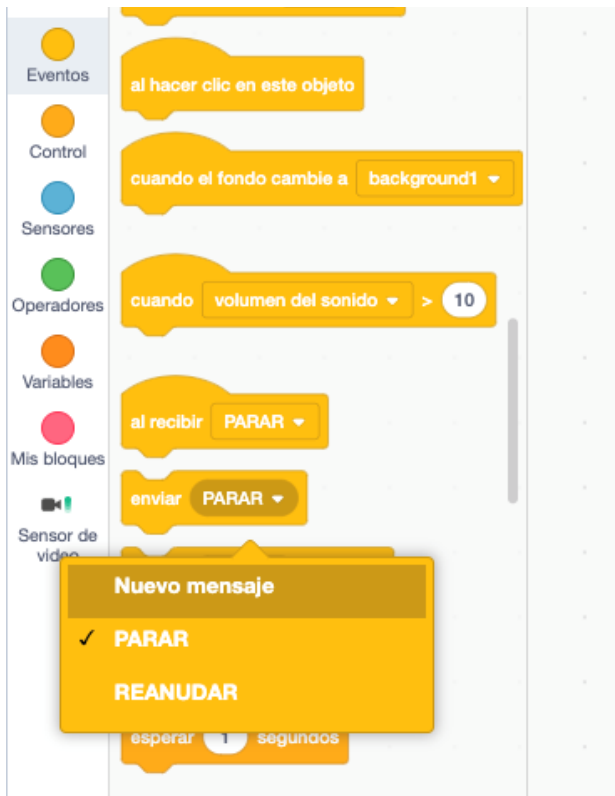 Eventos
Control
Sensores
Operadores
Variables
Mis bloques
Sensor de
video
al hacer clic en este objeto
cuando el fondo cambie a background1
cuando volumen del sonido > 10
al recibir PARAR
enviar PARAR
Nuevo mensaje
✓ PARAR
REANUDAR
esperar 1 segundos